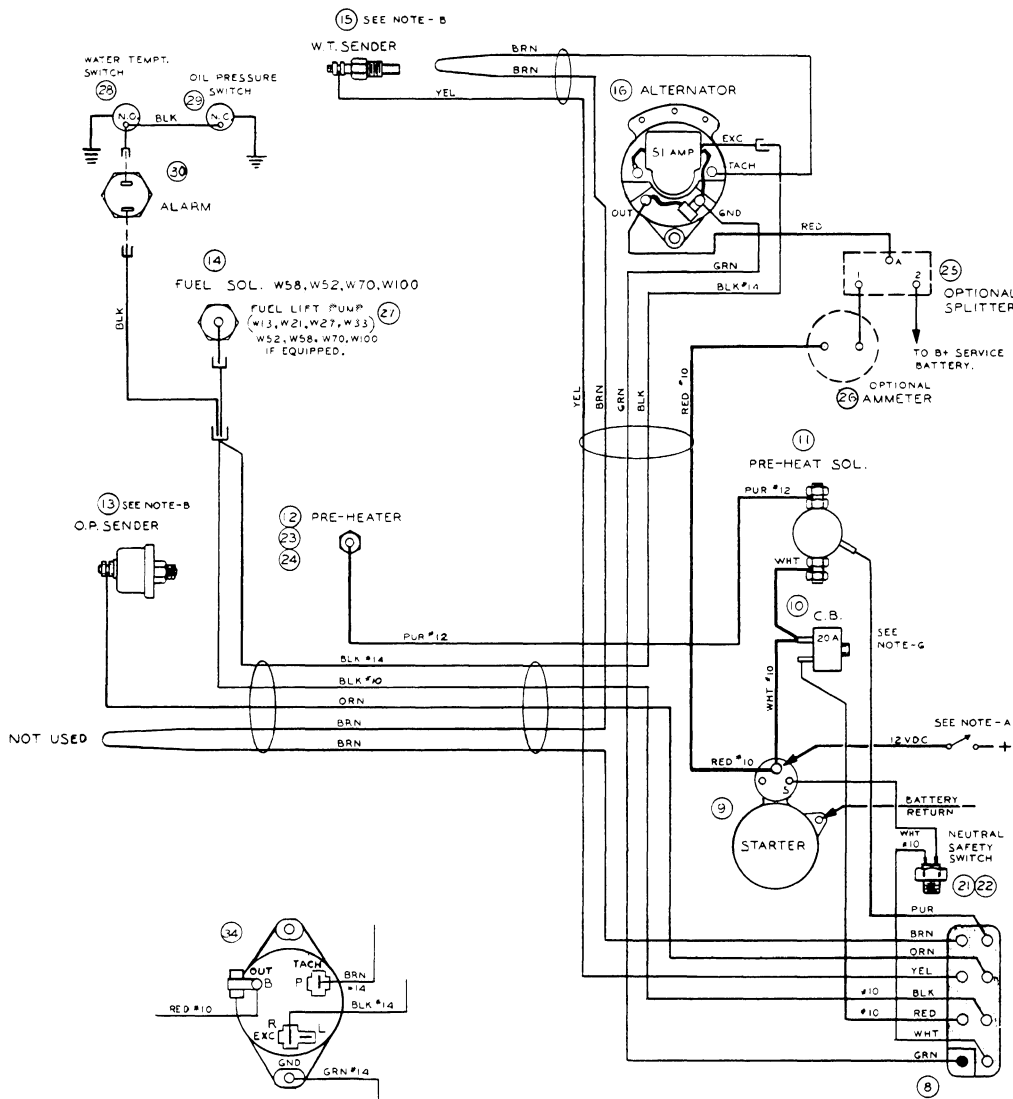 15 SEE NOTE - B
W.T. SENDER
BRN
BRN
YEL
WATER TEMPT.
SWITCH
28
OIL PRESSURE
SWITCH
29
N.O.
BLK
N.C.
30
ALARM
16 ALTERNATOR
51 AMP
EXC
TACH
OUT
GND
RED
GRN
BLK #14
A
1
2
25
OPTIONAL
SPLITTER
TO B+ SERVICE
BATTERY.
OPTIONAL
26 AMMETER
14
FUEL SOL. W58, W52, W70, W100
FUEL LIFT PUMP
(W13, W21, W27, W33) 27
W52, W58, W70, W100
IF EQUIPPED.
BLK
YEL
BRN
GRN
BLK
RED #10
11
PRE-HEAT SOL.
PUR #12
13 SEE NOTE-B
O.P. SENDER
12 PRE-HEATER
23
24
WHT
10
C.B.
20A
SEE
NOTE-G
PUR #12
BLK #14
BLK #10
ORN
BRN
BRN
NOT USED
WHT #10
SEE NOTE-A
12 VDC
+
RED #10
S
9
STARTER
BATTERY
RETURN
WHT
#10
NEUTRAL
SAFETY
SWITCH
21 22
PUR
BRN
ORN
YEL
#10 BLK
#10 RED
WHT
GRN
8
34
OUT
B
TACH
P
BRN
#14
BLK #14
RED #10
R
EXC
L
GND
GRN #14